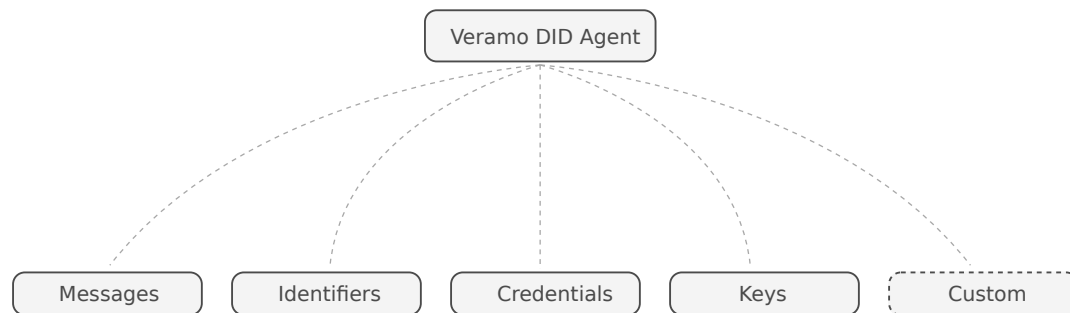 Veramo DID Agent
Messages
Identifiers
Credentials
Keys
Custom